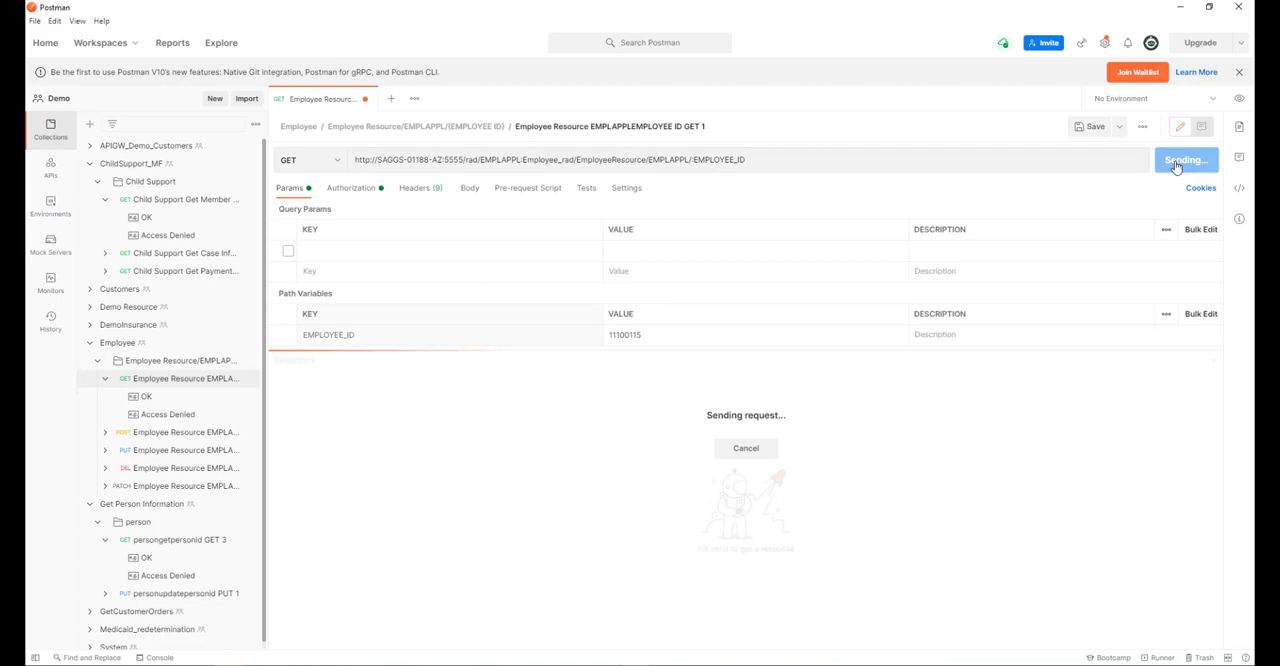 Postman
File Edit View Help
Home Workspaces Reports Explore Search Postman Invite Upgrade
Be the first to use Postman V10's new features: Native Git integration, Postman for gRPC, and Postman CLI. Join Waitlist Learn More
Demo New Import GET Employee Resourc... No Environment
Employee / Employee Resource/EMPLAPPL/{EMPLOYEE ID} / Employee Resource EMPLAPPLEMPLOYEE ID GET 1 Save
GET http://SAGGS-01188-AZ:5555/rad/EMPLAPPL:Employee_rad/EmployeeResource/EMPLAPPL/:EMPLOYEE_ID Sending...
Params Authorization Headers (9) Body Pre-request Script Tests Settings Cookies
Query Params
KEY VALUE DESCRIPTION Bulk Edit
Key Value Description
Path Variables
KEY VALUE DESCRIPTION Bulk Edit
EMPLOYEE_ID 11100115 Description
Sending request...
Cancel
Hit Send to get a response
Collections
APIs
Environments
Mock Servers
Monitors
History
APIGW_Demo_Customers
ChildSupport_MF
Child Support
GET Child Support Get Member ...
OK
Access Denied
GET Child Support Get Case Inf...
GET Child Support Get Payment...
Customers
Demo Resource
DemoInsurance
Employee
Employee Resource/EMPLAP...
GET Employee Resource EMPLA...
OK
Access Denied
POST Employee Resource EMPLA...
PUT Employee Resource EMPLA...
DEL Employee Resource EMPLA...
PATCH Employee Resource EMPLA...
Get Person Information
person
GET persongetpersonid GET 3
OK
Access Denied
PUT personupdatepersonid PUT 1
GetCustomerOrders
Medicaid_redetermination
System
Find and Replace Console Bootcamp Runner Trash